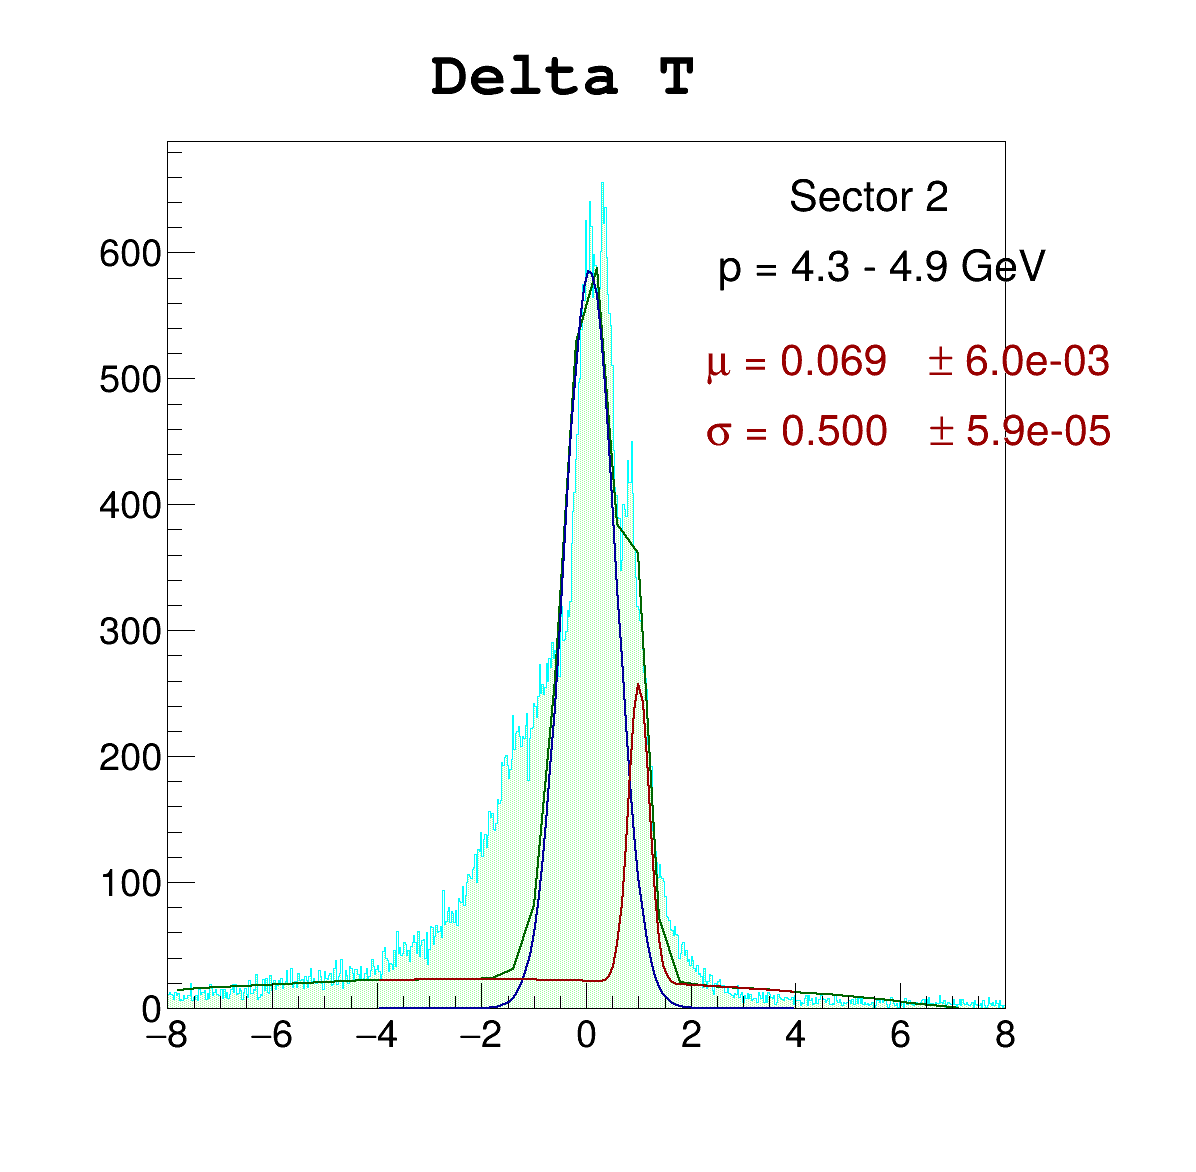 Delta T
Sector 2
p = 4.3 - 4.9 GeV
μ = 0.069 ± 6.0e-03
σ = 0.500 ± 5.9e-05
600
500
400
300
200
100
0
−8 −6 −4 −2 0 2 4 6 8